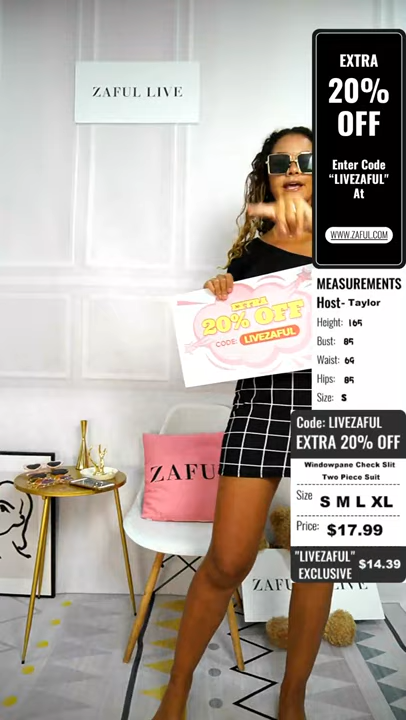 ZAFUL LIVE
EXTRA
20%
OFF
Enter Code
"LIVEZAFUL"
At
WWW.ZAFUL.COM
EXTRA
20% OFF
CODE: LIVEZAFUL
MEASUREMENTS
Host- Taylor
Height: 165
Bust: 85
Waist: 69
Hips: 85
Size: S
Code: LIVEZAFUL
EXTRA 20% OFF
Windowpane Check Slit
Two Piece Suit
Size S M L XL
Price: $17.99
"LIVEZAFUL"
EXCLUSIVE $14.39
ZAFU
ZAFU